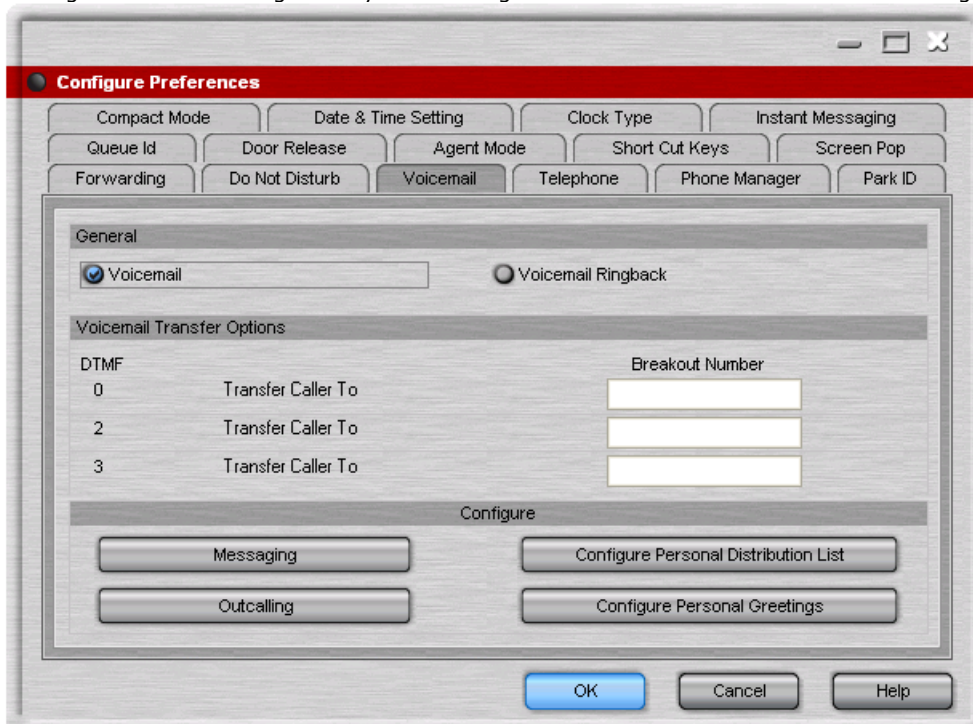 Configure Preferences
Compact Mode Date & Time Setting Clock Type Instant Messaging
Queue Id Door Release Agent Mode Short Cut Keys Screen Pop
Forwarding Do Not Disturb Voicemail Telephone Phone Manager Park ID
General
Voicemail Voicemail Ringback
Voicemail Transfer Options
DTMF Breakout Number
0 Transfer Caller To
2 Transfer Caller To
3 Transfer Caller To
Configure
Messaging Configure Personal Distribution List
Outcalling Configure Personal Greetings
OK Cancel Help